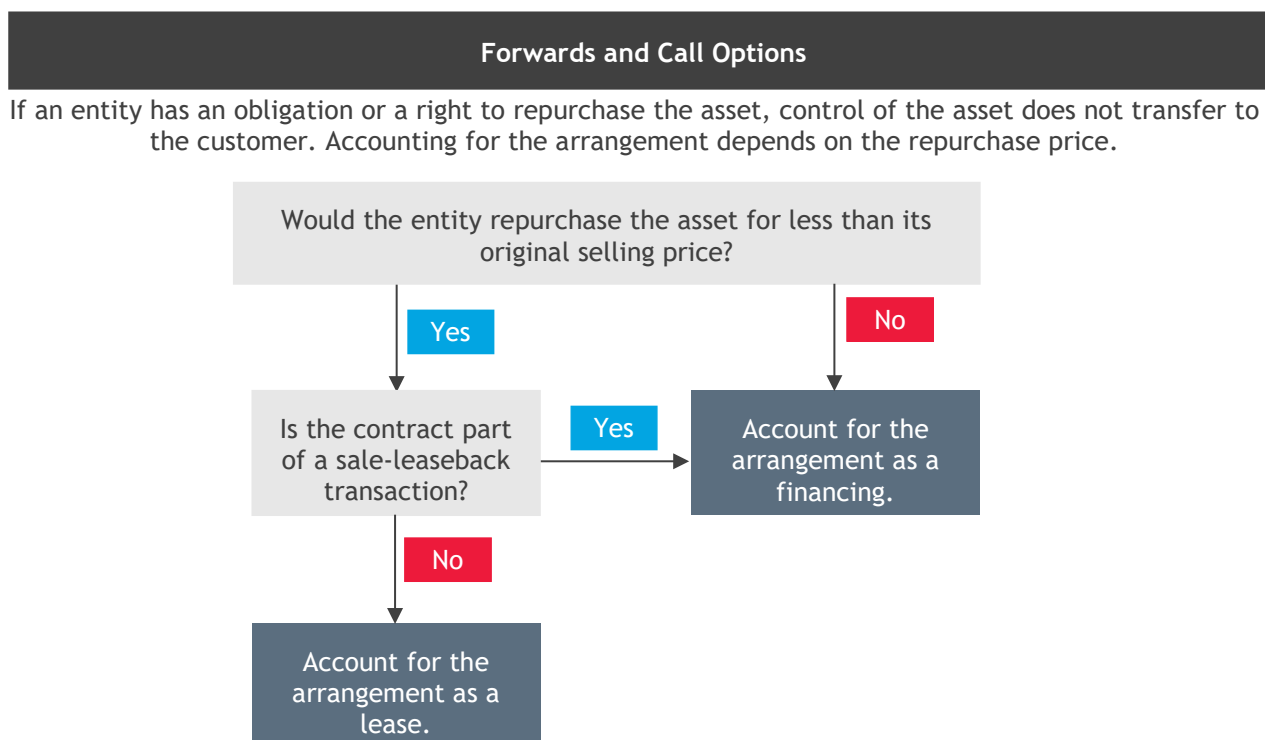 Forwards and Call Options
If an entity has an obligation or a right to repurchase the asset, control of the asset does not transfer to
the customer. Accounting for the arrangement depends on the repurchase price.
Would the entity repurchase the asset for less than its
original selling price?
Yes
No
Is the contract part
of a sale-leaseback
transaction?
Yes
Account for the
arrangement as a
financing.
No
Account for the
arrangement as a
lease.